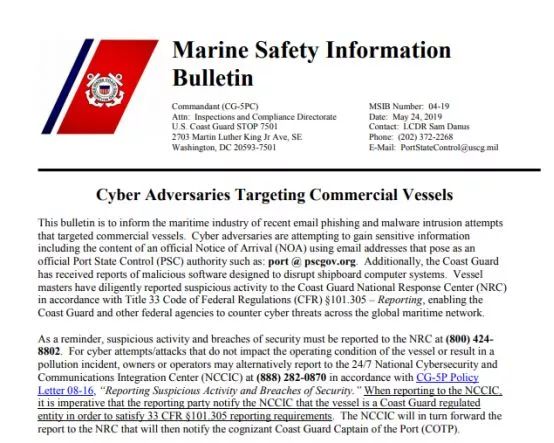 Marine Safety Information
Bulletin
Commandant (CG-5PC)
Attn: Inspections and Compliance Directorate
U.S. Coast Guard STOP 7501
2703 Martin Luther King Jr Ave, SE
Washington, DC 20593-7501
MSIB Number: 04-19
Date: May 24, 2019
Contact: LCDR Sam Danus
Phone: (202) 372-2268
E-Mail: PortStateControl@uscg.mil
Cyber Adversaries Targeting Commercial Vessels
This bulletin is to inform the maritime industry of recent email phishing and malware intrusion attempts
that targeted commercial vessels. Cyber adversaries are attempting to gain sensitive information
including the content of an official Notice of Arrival (NOA) using email addresses that pose as an
official Port State Control (PSC) authority such as: port @ pscgov.org. Additionally, the Coast Guard
has received reports of malicious software designed to disrupt shipboard computer systems. Vessel
masters have diligently reported suspicious activity to the Coast Guard National Response Center (NRC)
in accordance with Title 33 Code of Federal Regulations (CFR) §101.305 – Reporting, enabling the
Coast Guard and other federal agencies to counter cyber threats across the global maritime network.
As a reminder, suspicious activity and breaches of security must be reported to the NRC at (800) 424-
8802. For cyber attempts/attacks that do not impact the operating condition of the vessel or result in a
pollution incident, owners or operators may alternatively report to the 24/7 National Cybersecurity and
Communications Integration Center (NCCIC) at (888) 282-0870 in accordance with CG-5P Policy
Letter 08-16, “Reporting Suspicious Activity and Breaches of Security.” When reporting to the NCCIC,
it is imperative that the reporting party notify the NCCIC that the vessel is a Coast Guard regulated
entity in order to satisfy 33 CFR §101.305 reporting requirements. The NCCIC will in turn forward the
report to the NRC that will then notify the cognizant Coast Guard Captain of the Port (COTP).